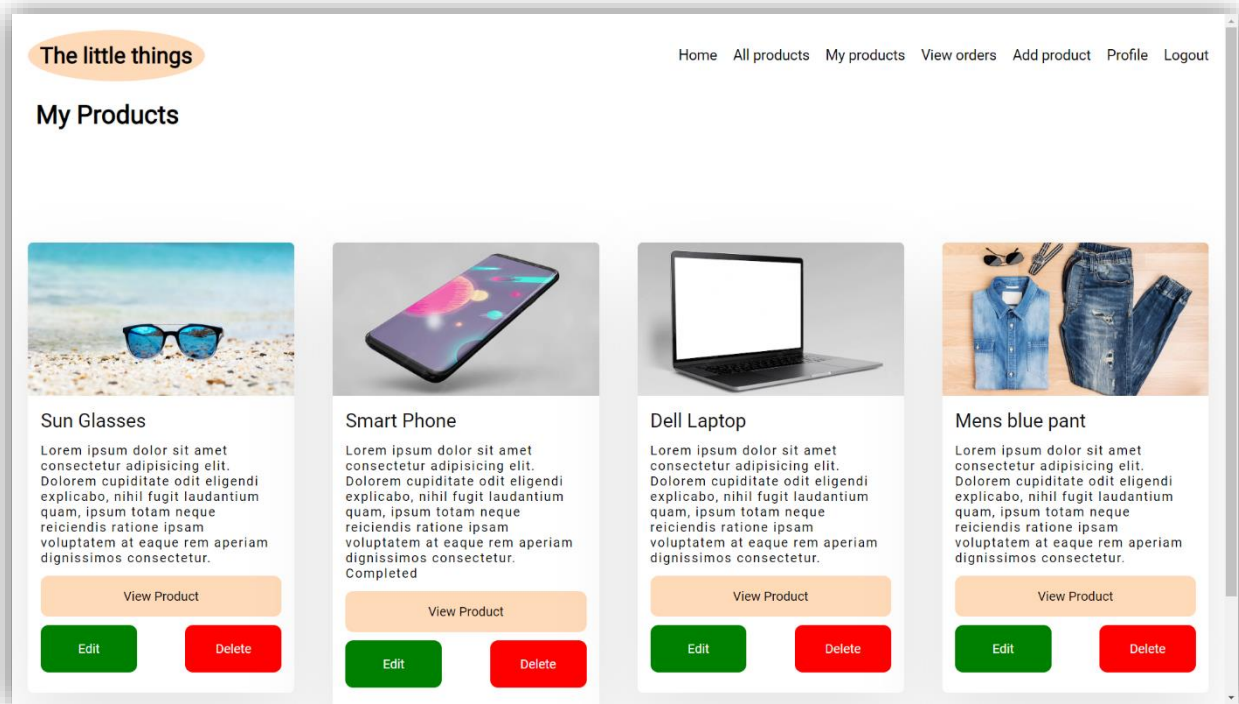 The little things
Home All products My products View orders Add product Profile Logout
My Products
Sun Glasses
Lorem ipsum dolor sit amet
consectetur adipisicing elit.
Dolorem cupiditate odit eligendi
explicabo, nihil fugit laudantium
quam, ipsum totam neque
reiciendis ratione ipsam
voluptatem at eaque rem aperiam
dignissimos consectetur.
View Product
Edit Delete
Smart Phone
Lorem ipsum dolor sit amet
consectetur adipisicing elit.
Dolorem cupiditate odit eligendi
explicabo, nihil fugit laudantium
quam, ipsum totam neque
reiciendis ratione ipsam
voluptatem at eaque rem aperiam
dignissimos consectetur.
Completed
View Product
Edit Delete
Dell Laptop
Lorem ipsum dolor sit amet
consectetur adipisicing elit.
Dolorem cupiditate odit eligendi
explicabo, nihil fugit laudantium
quam, ipsum totam neque
reiciendis ratione ipsam
voluptatem at eaque rem aperiam
dignissimos consectetur.
View Product
Edit Delete
Mens blue pant
Lorem ipsum dolor sit amet
consectetur adipisicing elit.
Dolorem cupiditate odit eligendi
explicabo, nihil fugit laudantium
quam, ipsum totam neque
reiciendis ratione ipsam
voluptatem at eaque rem aperiam
dignissimos consectetur.
View Product
Edit Delete